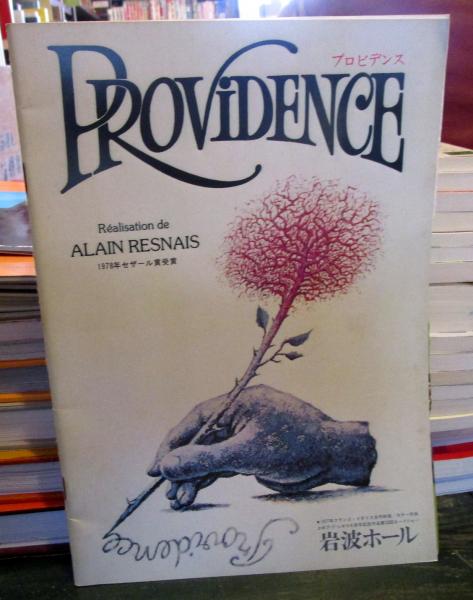 プロビデンス
PROVIDENCE
Réalisation de
ALAIN RESNAIS
1978年セザール賞受賞
Providence
岩波ホール